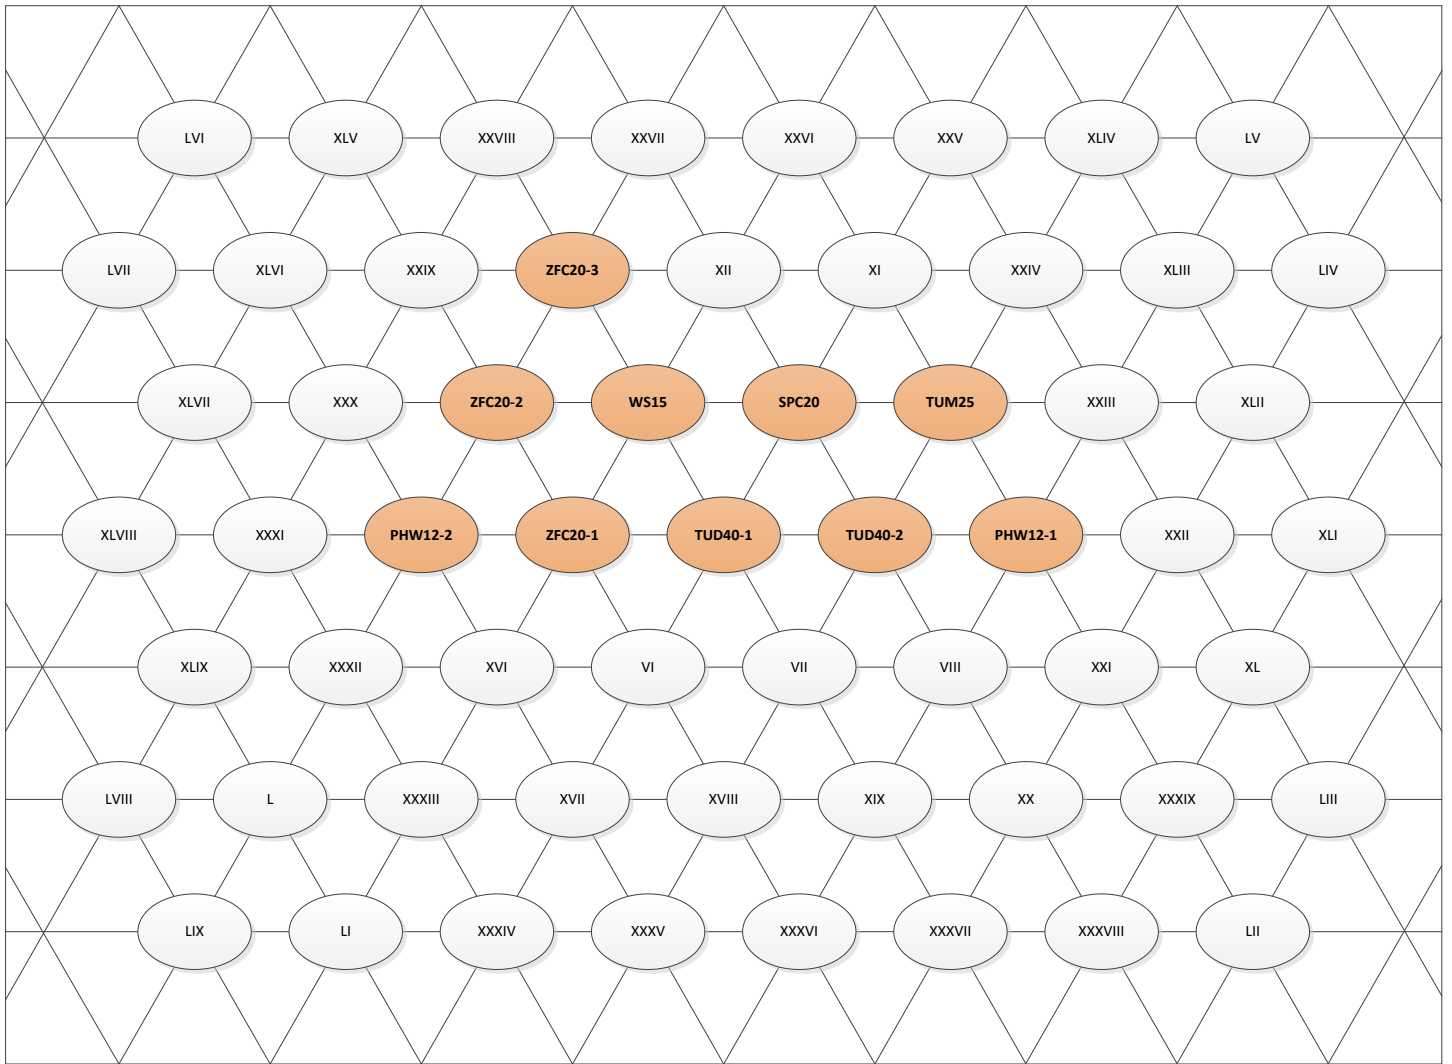 LVI XLV XXVIII XXVII XXVI XXV XLIV LV
LVII XLVI XXIX ZFC20-3 XII XI XXIV XLIII LIV
XLVII XXX ZFC20-2 WS15 SPC20 TUM25 XXIII XLII
XLVIII XXXI PHW12-2 ZFC20-1 TUD40-1 TUD40-2 PHW12-1 XXII XLI
XLIX XXXII XVI VI VII VIII XXI XL
LVIII L XXXIII XVII XVIII XIX XX XXXIX LIII
LIX LI XXXIV XXXV XXXVI XXXVII XXXVIII LII